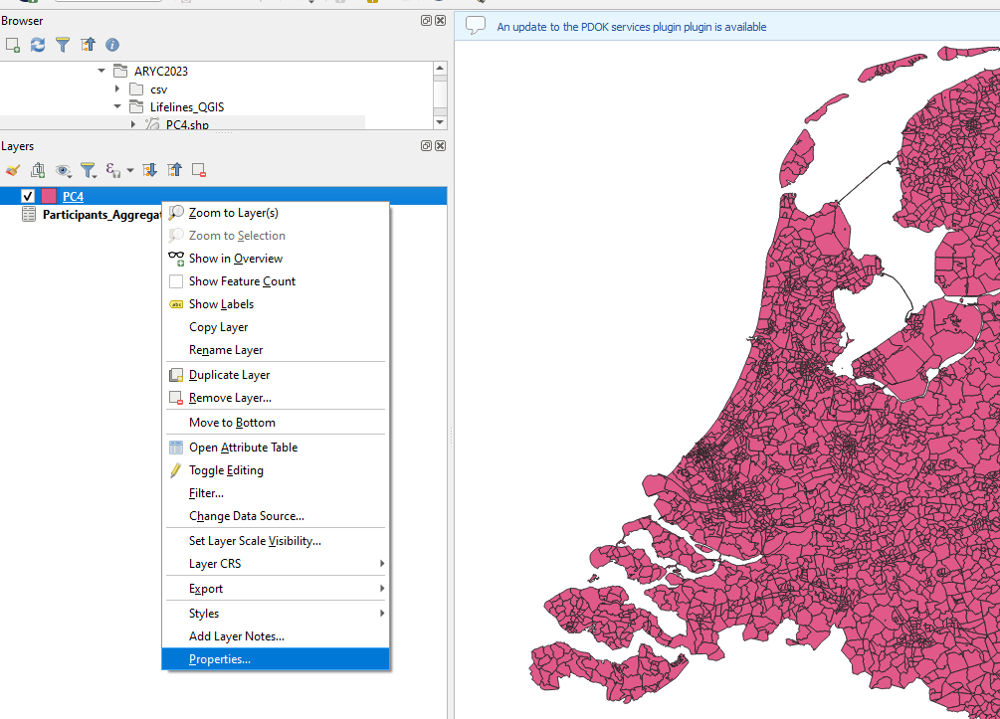 Browser
An update to the PDOK services plugin plugin is available
ARYC2023
csv
Lifelines_QGIS
PC4.shp
Layers
PC4
Participants_Aggregat
Zoom to Layer(s)
Zoom to Selection
Show in Overview
Show Feature Count
abc Show Labels
Copy Layer
Rename Layer
Duplicate Layer
Remove Layer...
Move to Bottom
Open Attribute Table
Toggle Editing
Filter...
Change Data Source...
Set Layer Scale Visibility...
Layer CRS
Export
Styles
Add Layer Notes...
Properties...